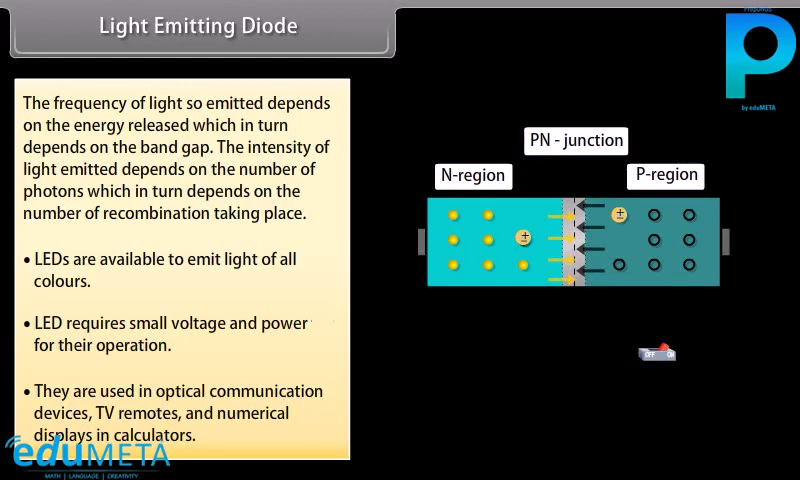 Light Emitting Diode
The frequency of light so emitted depends
on the energy released which in turn
depends on the band gap. The intensity of
light emitted depends on the number of
photons which in turn depends on the
number of recombination taking place.
• LEDs are available to emit light of all
colours.
• LED requires small voltage and power
for their operation.
• They are used in optical communication
devices, TV remotes, and numerical
displays in calculators.
PN - junction
N-region
P-region
±
±
OFF ON
P
by eduMETA
eduMETA
MATH | LANGUAGE | CREATIVITY